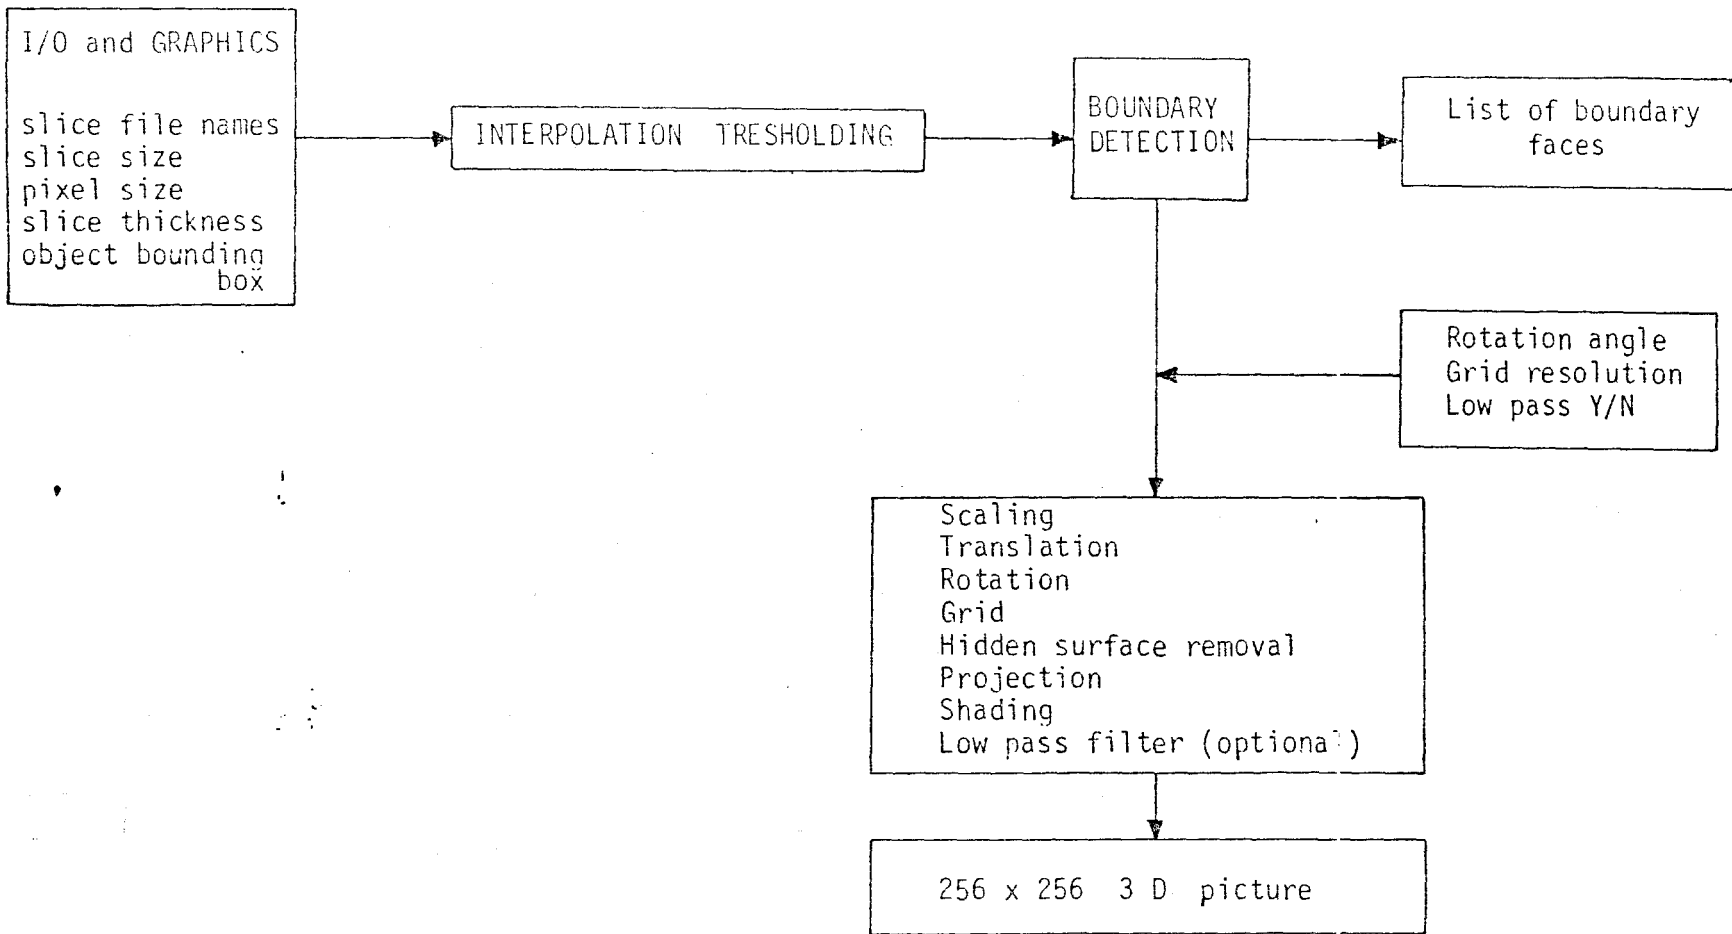 I/O and GRAPHICS
slice file names
slice size
pixel size
slice thickness
object bounding
box
INTERPOLATION TRESHOLDING
BOUNDARY
DETECTION
List of boundary
faces
Rotation angle
Grid resolution
Low pass Y/N
Scaling
Translation
Rotation
Grid
Hidden surface removal
Projection
Shading
Low pass filter (optional)
256 x 256 3 D picture